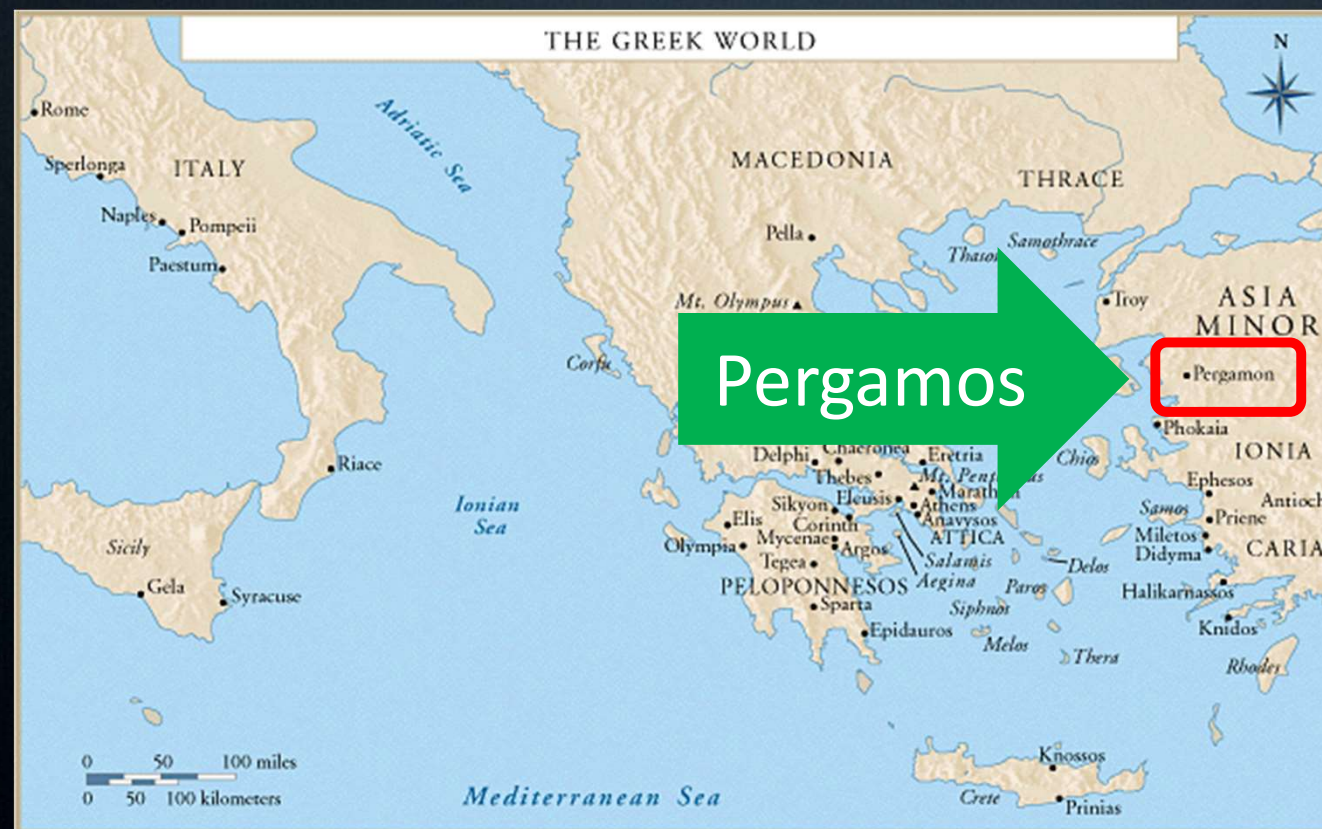 THE GREEK WORLD
N
Rome
Adriatic Sea
Sperlonga
ITALY
MACEDONIA
THRACE
Naples
Pompeii
Pella
Samothrace
Paestum
Mt. Olympus
Troy
ASIA
MINOR
Corfu
Pergamos
Pergamon
Phokaia
Riace
Delphi
Chaeronea
Eretria
Chios
IONIA
Thebes
Ephesos
Ionian
Sea
Sikyon
Eleusis
Athens
Samos
Antioch
Elis
Corinth
Anavysos
Priene
Sicily
Olympia
Mycenae
Argos
ATTICA
Miletos
Didyma
CARIA
Tegea
Salamis
Delos
Gela
Syracuse
PELOPONNESOS
Aegina
Paros
Halikarnassos
Sparta
Siphnos
Epidauros
Melos
Thera
Knidos
Rhodes
0 50 100 miles
0 50 100 kilometers
Mediterranean Sea
Knossos
Crete
Prinias